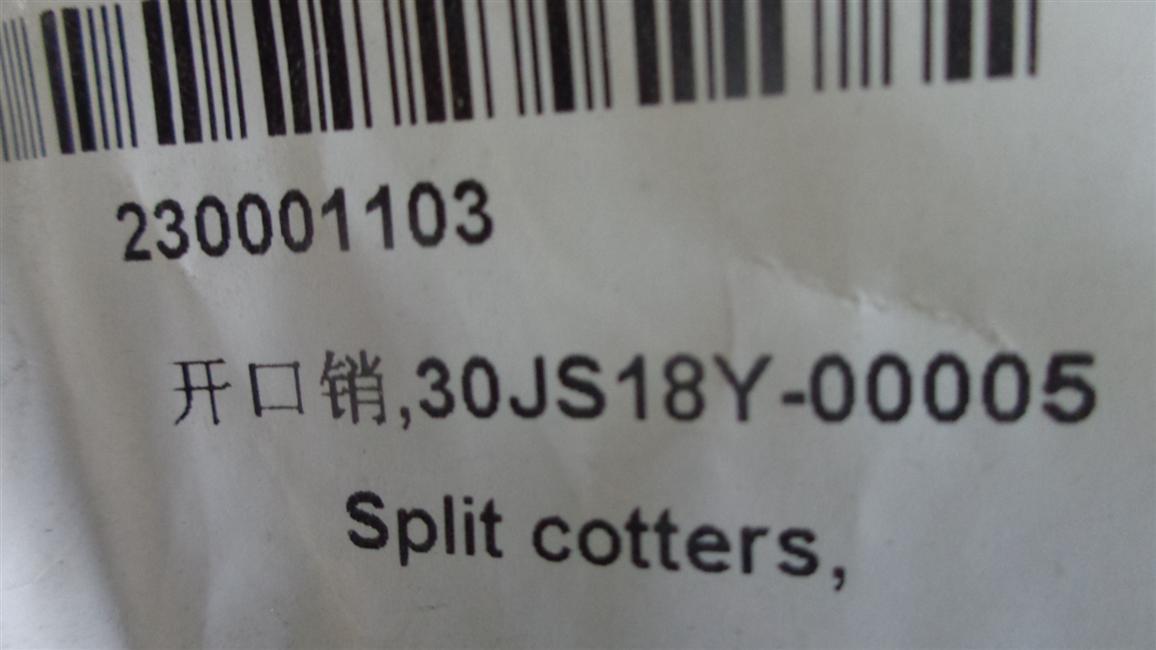 230001103
开口销,30JS18Y-00005
Split cotters,